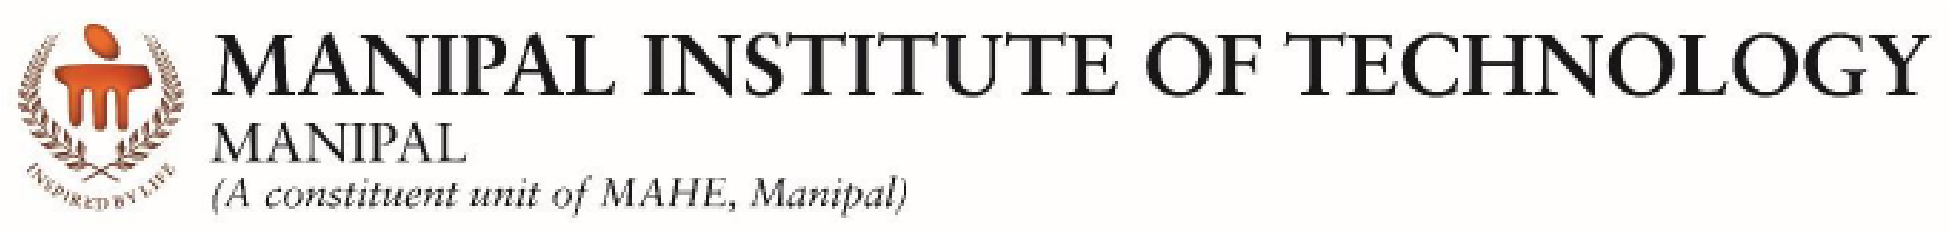 MANIPAL INSTITUTE OF TECHNOLOGY
MANIPAL
(A constituent unit of MAHE, Manipal)
INSPIRED BY LIFE